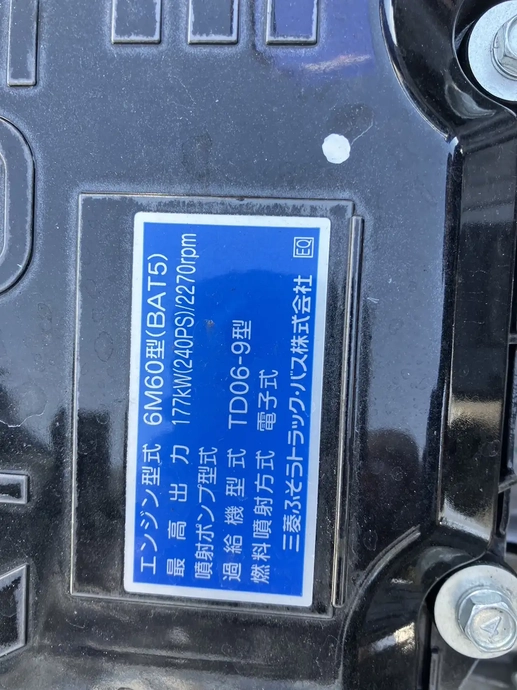 エンジン型式 6M60型(BAT5)
最高出力 177kW(240PS)/2270rpm
噴射ポンプ型式
過給機型式 TD06-9型
燃料噴射方式 電子式
三菱ふそうトラック・バス株式会社 EQ